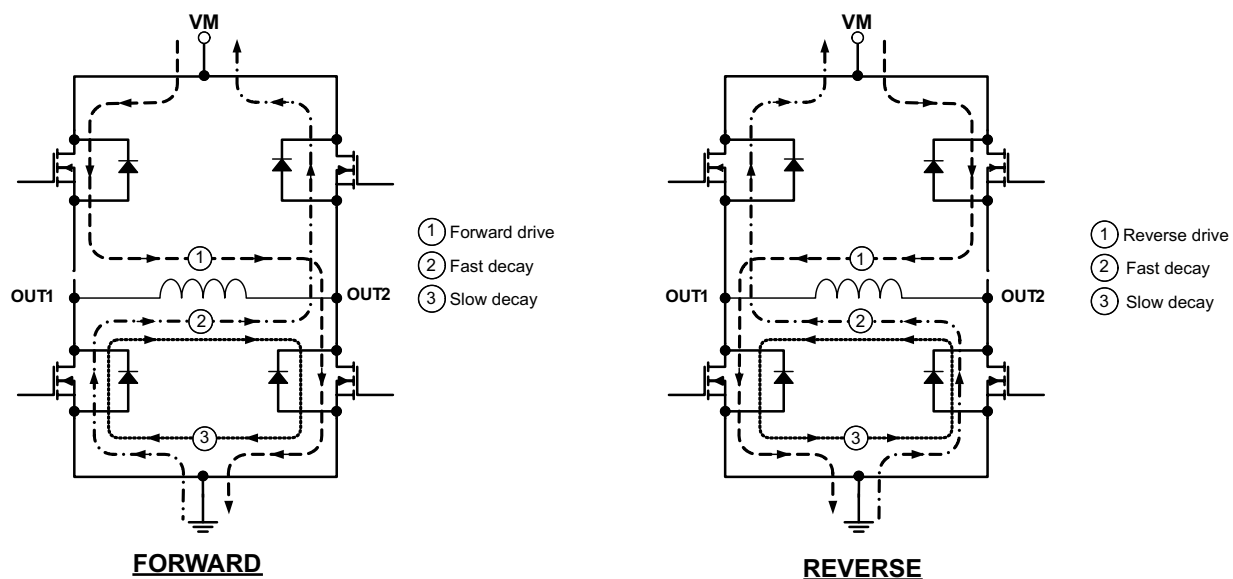 VM
1
OUT1
OUT2
2
3
1 Forward drive
2 Fast decay
3 Slow decay
FORWARD
VM
1
OUT1
OUT2
2
3
1 Reverse drive
2 Fast decay
3 Slow decay
REVERSE